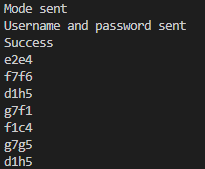 Mode sent
Username and password sent
Success
e2e4
f7f6
d1h5
g7f1
f1c4
g7g5
d1h5